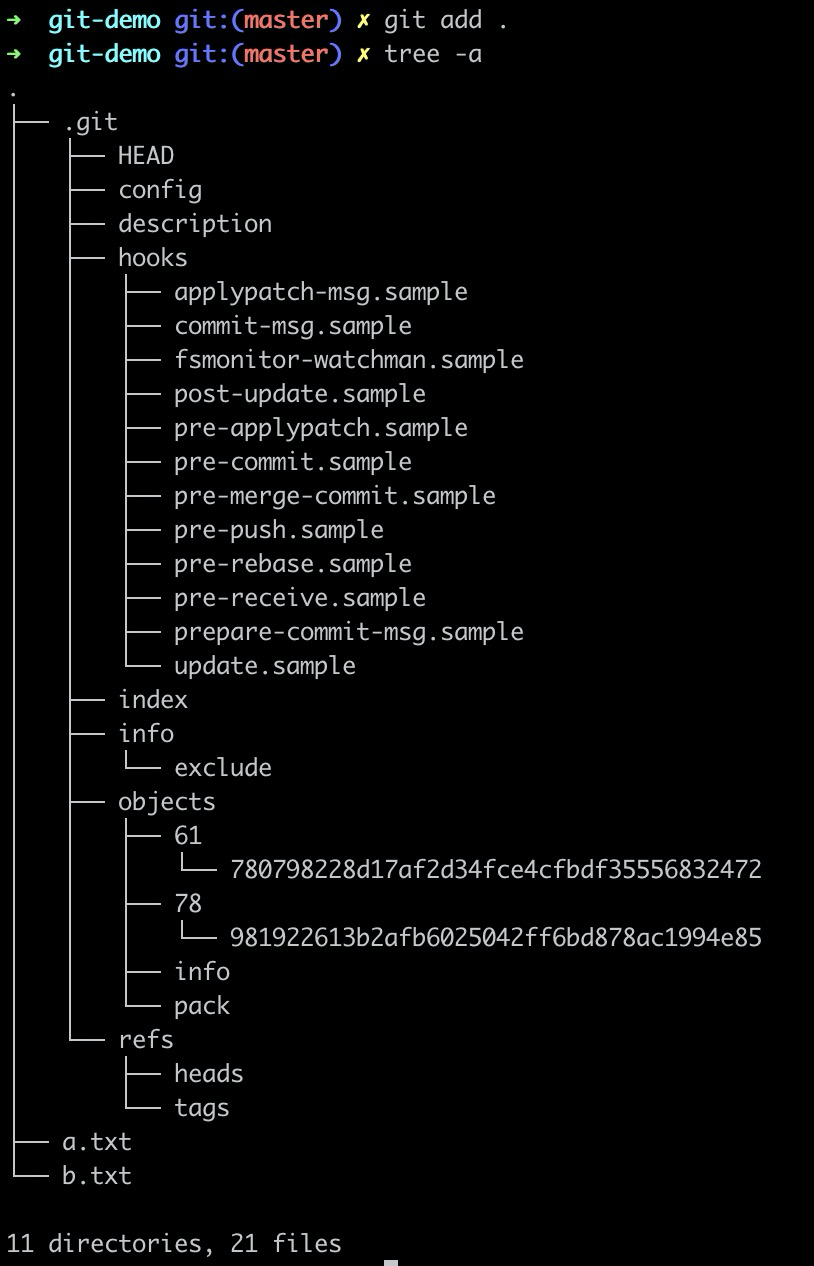 ➜  git-demo git:(master) ✗ git add .
➜  git-demo git:(master) ✗ tree -a
.
├── .git
│   ├── HEAD
│   ├── config
│   ├── description
│   ├── hooks
│   │   ├── applypatch-msg.sample
│   │   ├── commit-msg.sample
│   │   ├── fsmonitor-watchman.sample
│   │   ├── post-update.sample
│   │   ├── pre-applypatch.sample
│   │   ├── pre-commit.sample
│   │   ├── pre-merge-commit.sample
│   │   ├── pre-push.sample
│   │   ├── pre-rebase.sample
│   │   ├── pre-receive.sample
│   │   ├── prepare-commit-msg.sample
│   │   └── update.sample
│   ├── index
│   ├── info
│   │   └── exclude
│   ├── objects
│   │   ├── 61
│   │   │   └── 780798228d17af2d34fce4cfbdf35556832472
│   │   ├── 78
│   │   │   └── 981922613b2afb6025042ff6bd878ac1994e85
│   │   ├── info
│   │   └── pack
│   └── refs
│       ├── heads
│       └── tags
├── a.txt
└── b.txt

11 directories, 21 files